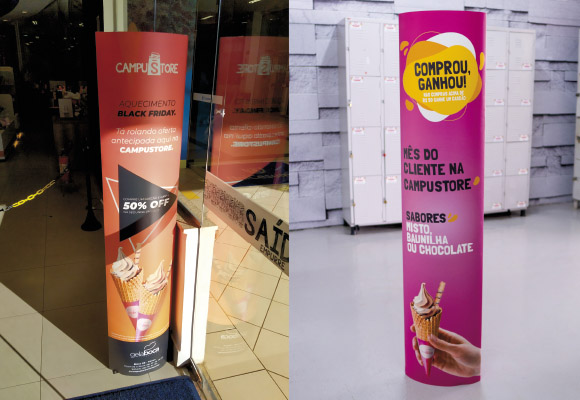 CAMPUSTORE
AQUECIMENTO
BLACK FRIDAY.
Tá rolando oferta
antecipada aqui na
CAMPUSTORE.
50% OFF
gelaboca
SAÍD
COMPROU,
GANHOU!
MÊS DO
CLIENTE NA
CAMPUSTORE
SABORES
MISTO,
BAUNILHA
OU CHOCOLATE